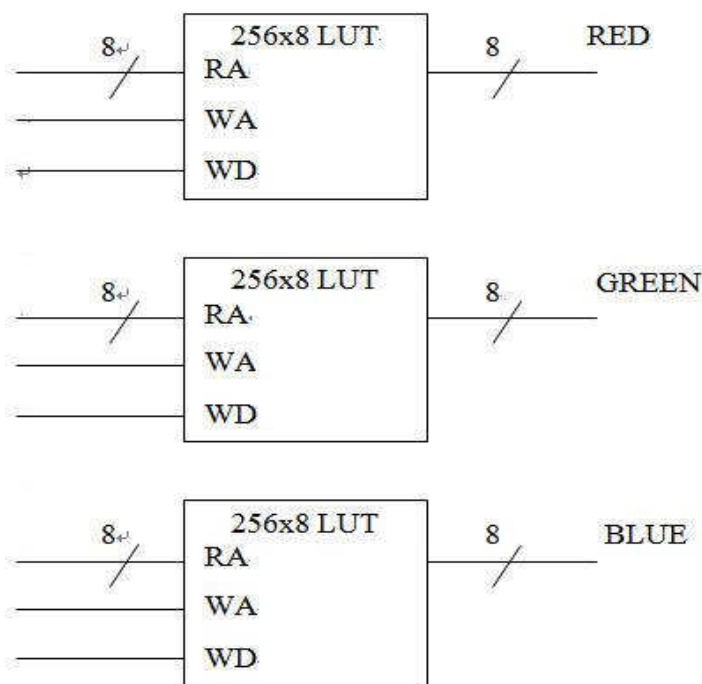 256x8 LUT
8 8 RED
RA
WA
WD
256x8 LUT
8 8 GREEN
RA
WA
WD
256x8 LUT
8 8 BLUE
RA
WA
WD